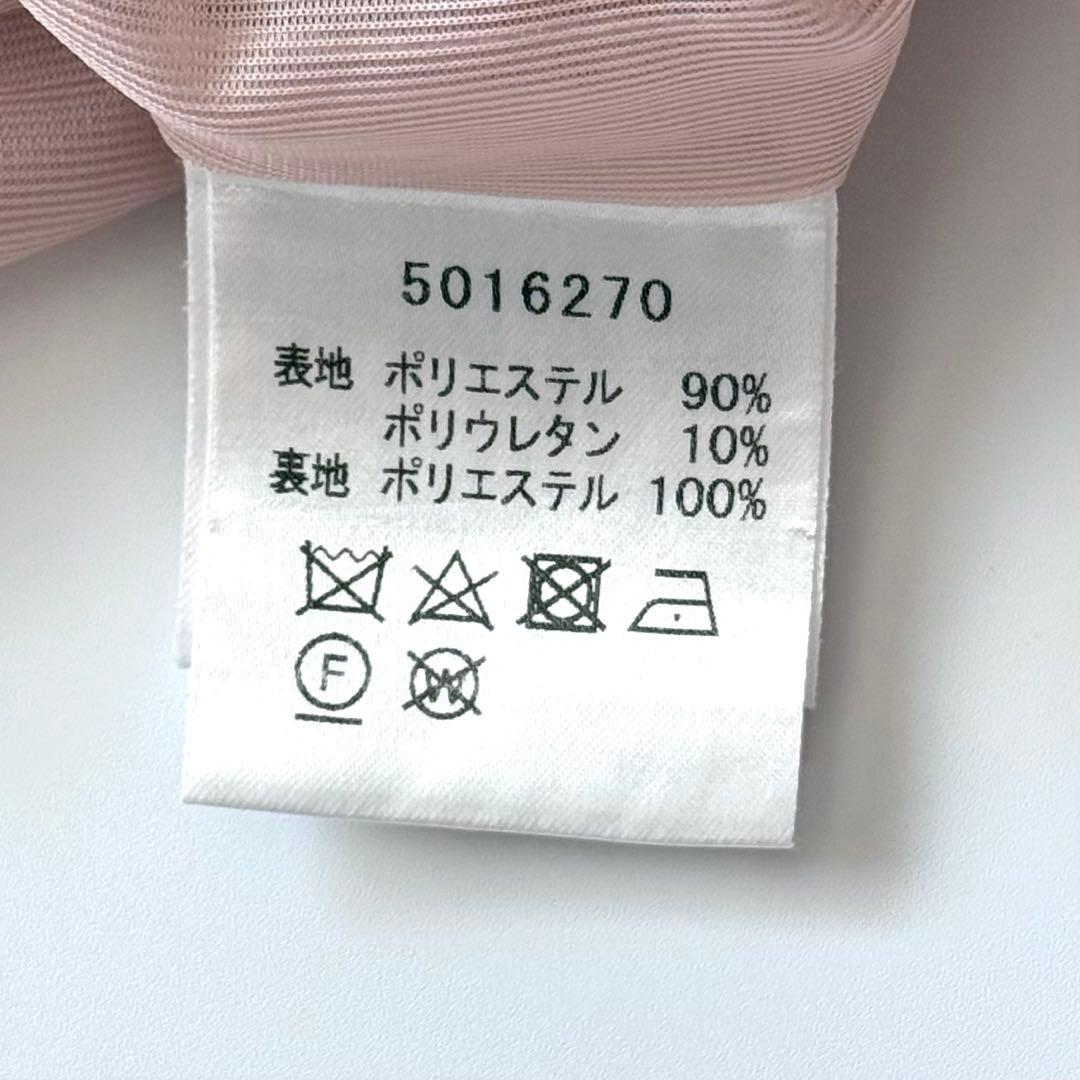 5016270
表地 ポリエステル 90%
ポリウレタン 10%
裏地 ポリエステル 100%
F W